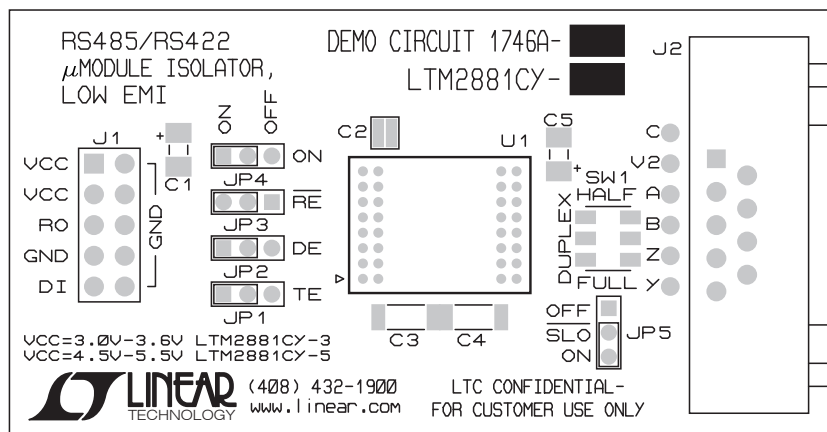 RS485/RS422
µMODULE ISOLATOR,
LOW EMI
DEMO CIRCUIT 1746A-
LTM2881CY-
J2
J1
VCC
VCC
RO
GND
DI
GND
+
C1
ON
OFF
ON
JP4
RE
JP3
DE
JP2
TE
JP1
C2
U1
C5
+
SW1
HALF
DUPLEX
FULL
C
V2
A
B
Z
Y
C3
C4
OFF
SLO
ON
JP5
VCC=3.0V-3.6V LTM2881CY-3
VCC=4.5V-5.5V LTM2881CY-5
LT LINEAR
TECHNOLOGY
(408) 432-1900
www.linear.com
LTC CONFIDENTIAL-
FOR CUSTOMER USE ONLY